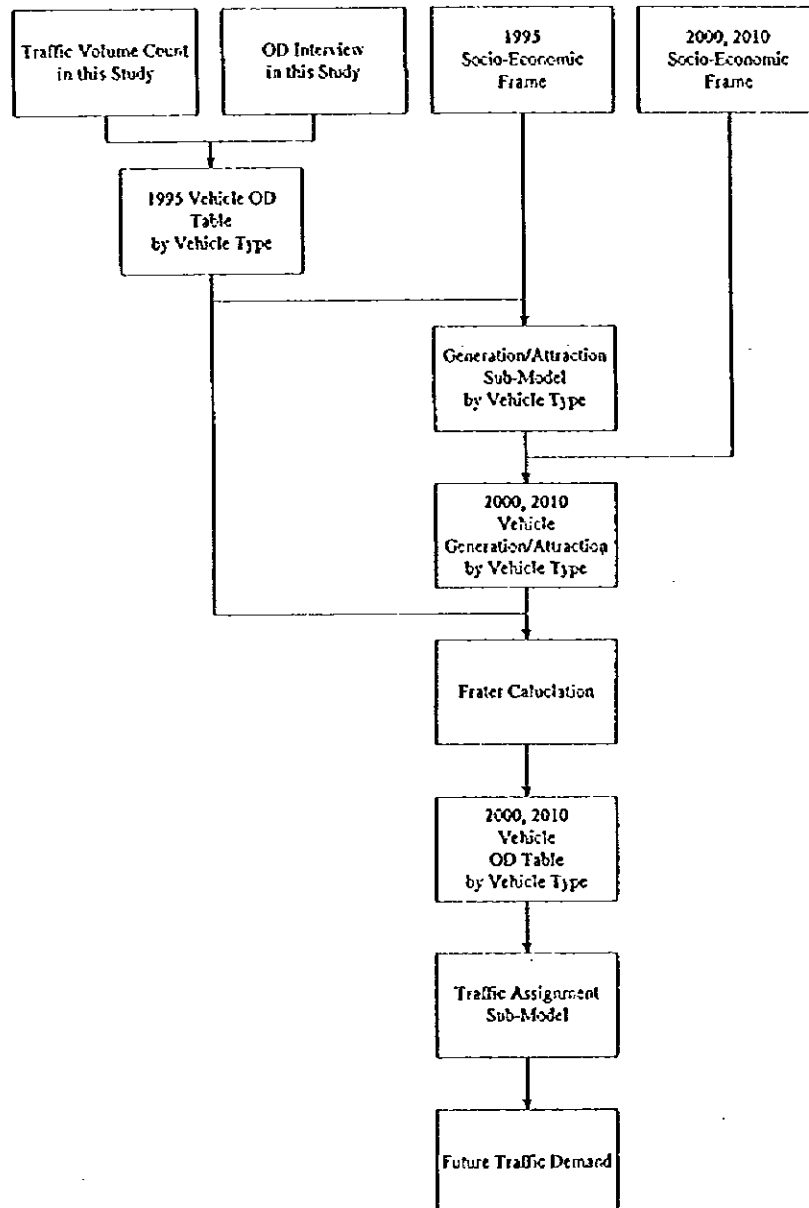 Traffic Volume Count
in this Study
OD Interview
in this Study
1995
Socio-Economic
Frame
2000, 2010
Socio-Economic
Frame
1995 Vehicle OD
Table
by Vehicle Type
Generation/Attraction
Sub-Model
by Vehicle Type
2000, 2010
Vehicle
Generation/Attraction
by Vehicle Type
Frater Caluclation
2000, 2010
Vehicle
OD Table
by Vehicle Type
Traffic Assignment
Sub-Model
Future Traffic Demand